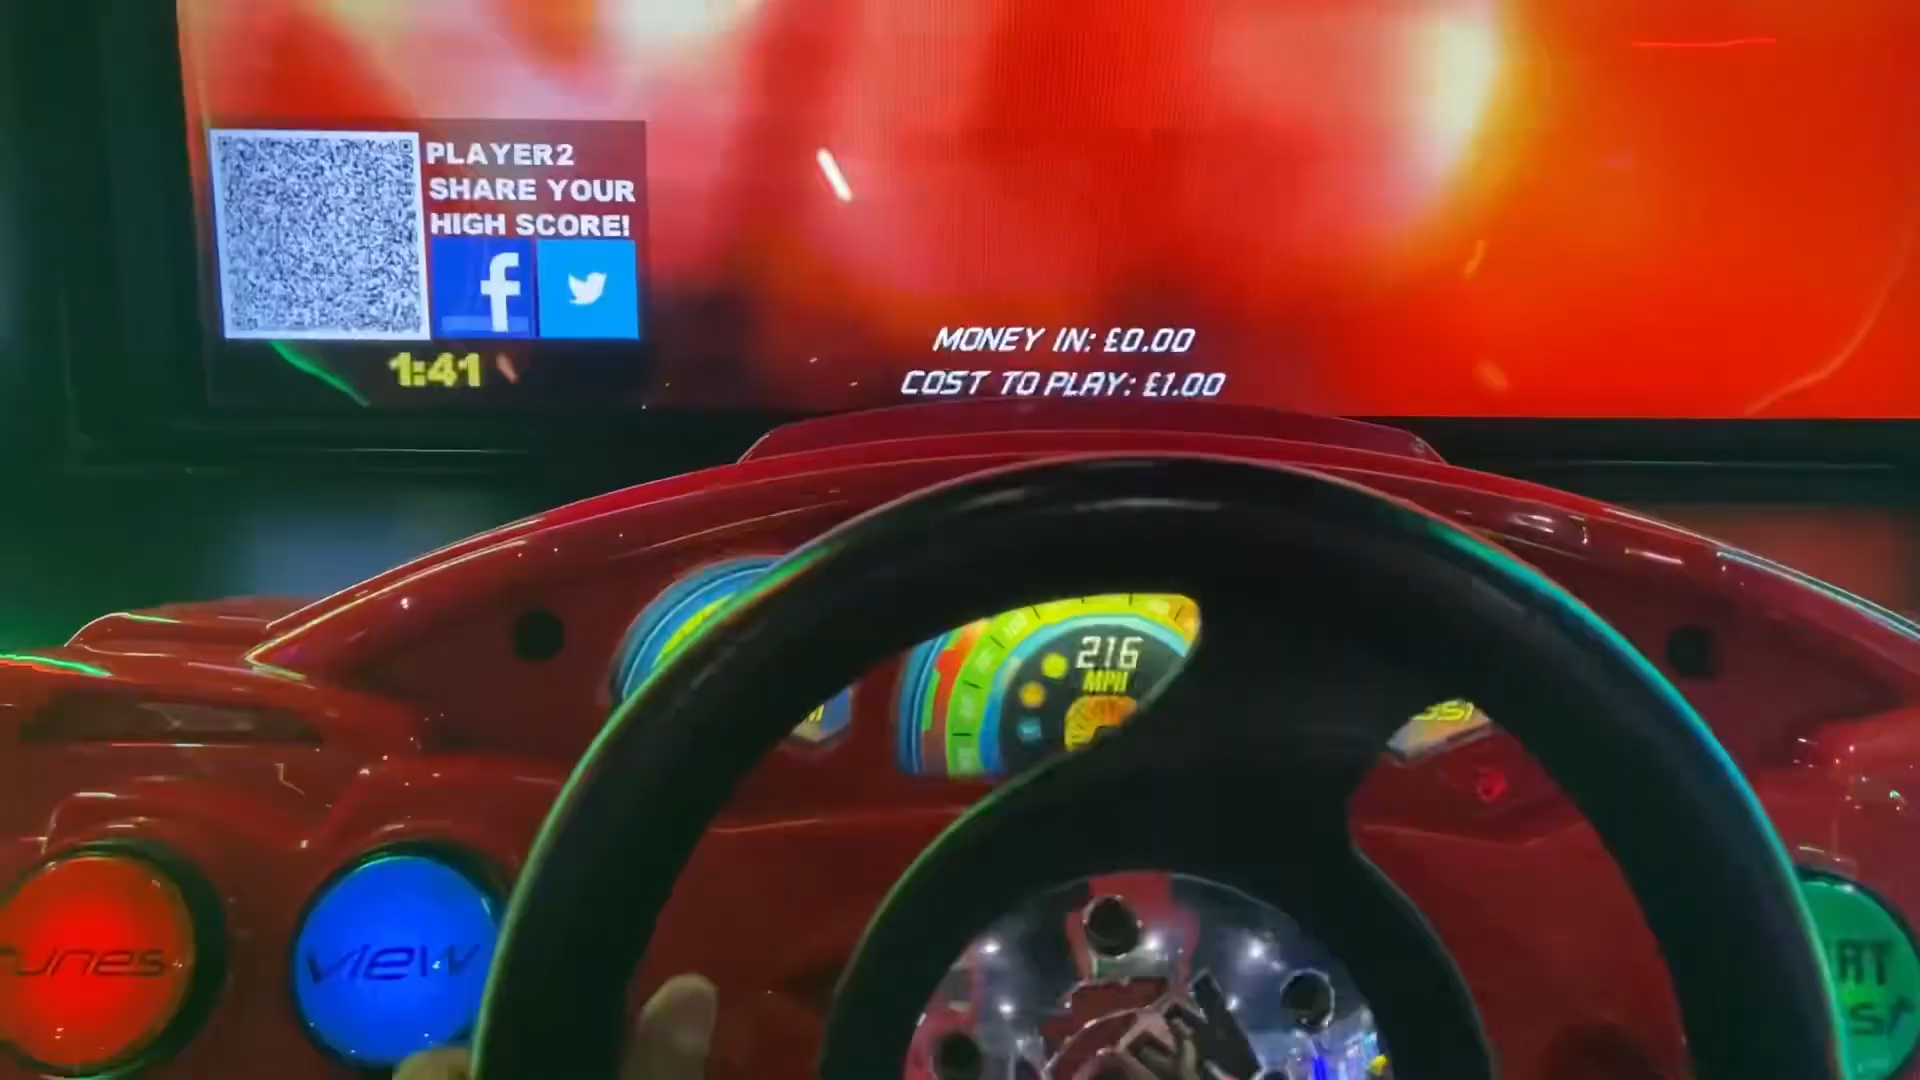 PLAYER2
SHARE YOUR
HIGH SCORE!
1:41
MONEY IN: £0.00
COST TO PLAY: £1.00
216
MPH
view